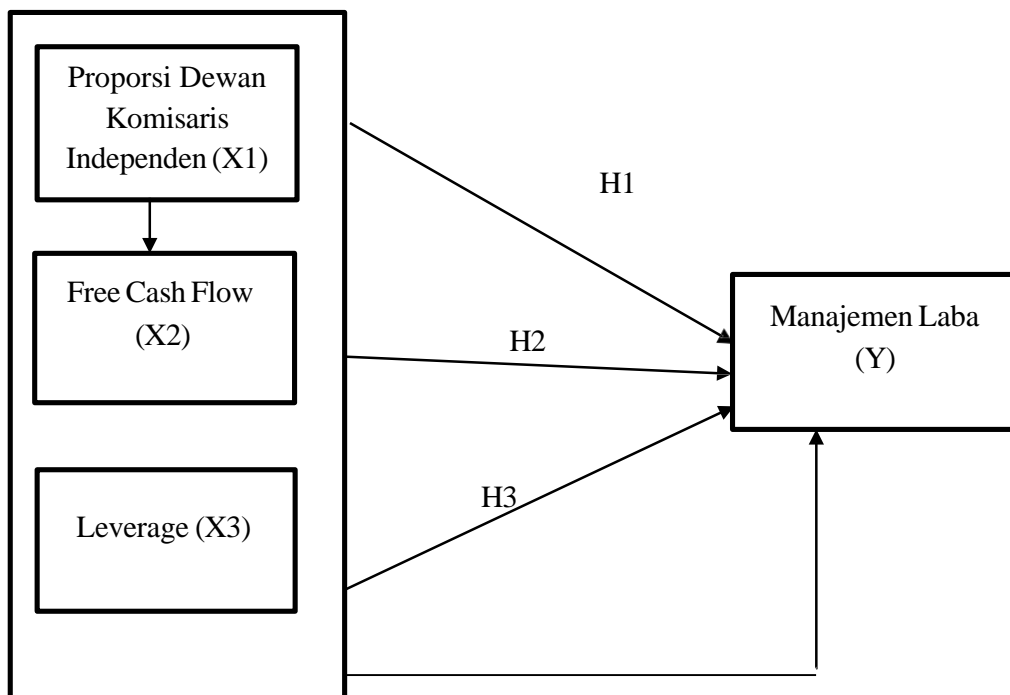 Proporsi Dewan
Komisaris
Independen (X1)
H1
Free Cash Flow
(X2)
H2
Manajemen Laba
(Y)
Leverage (X3)
H3